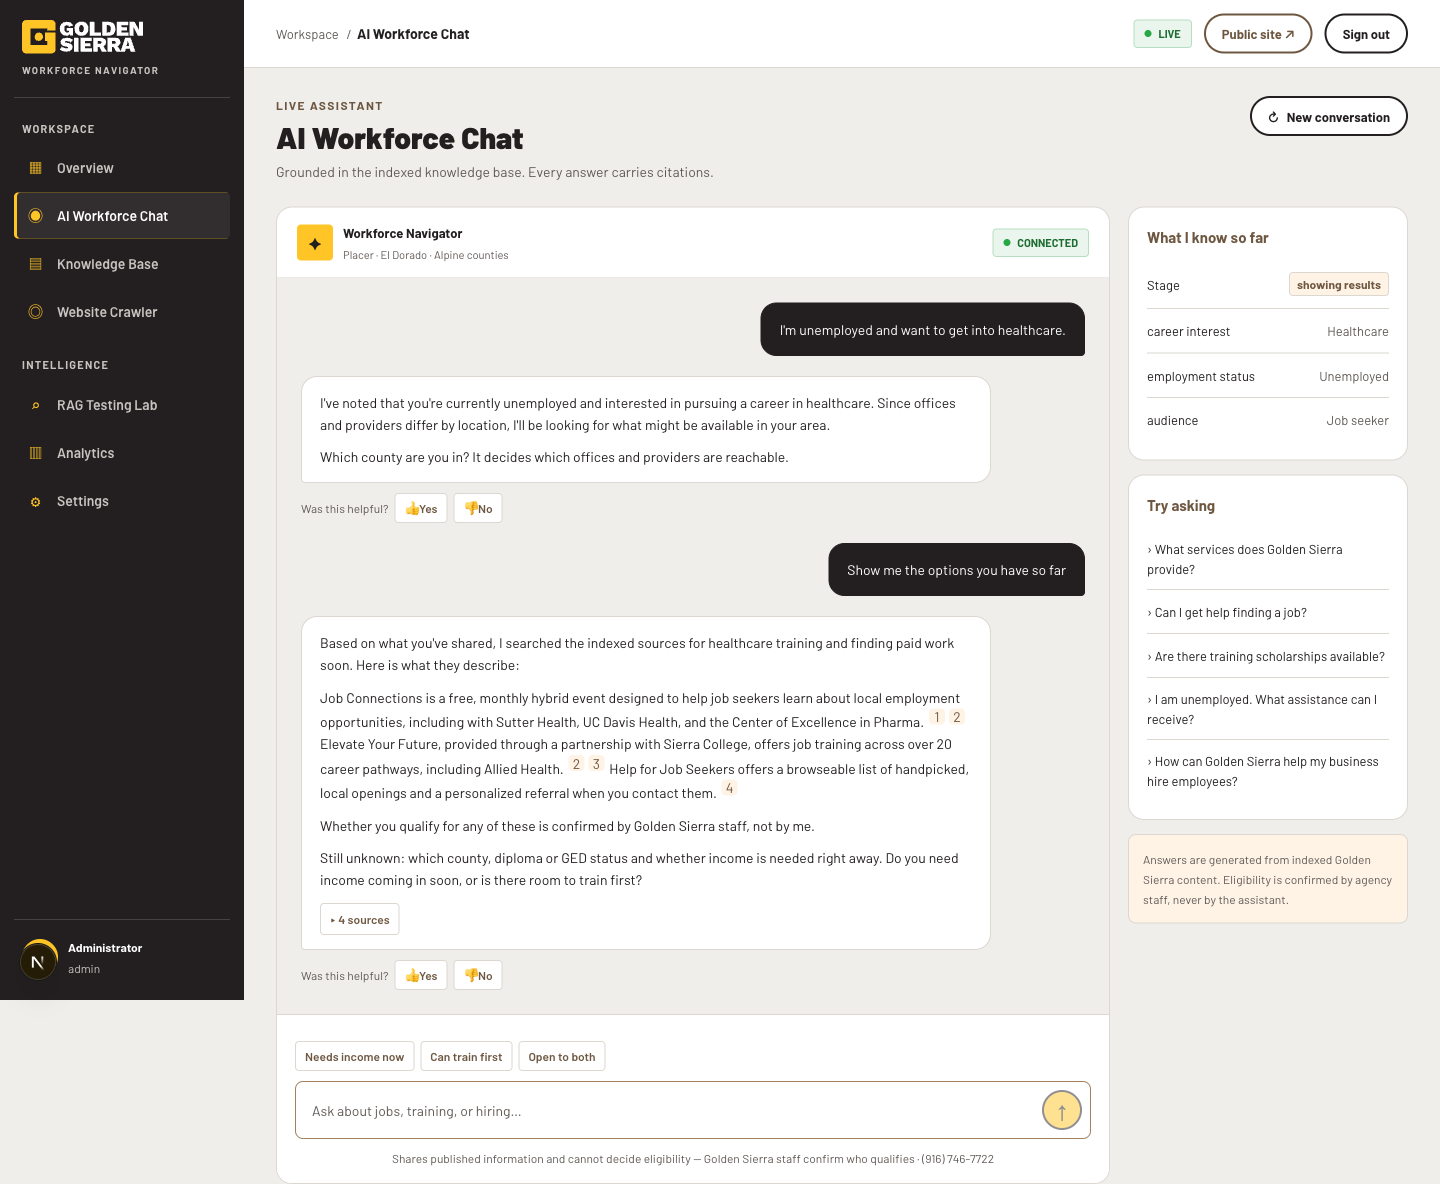 GOLDEN
SIERRA
WORKFORCE NAVIGATOR
WORKSPACE
Overview
AI Workforce Chat
Knowledge Base
Website Crawler
INTELLIGENCE
RAG Testing Lab
Analytics
Settings
N
Administrator
admin
Workspace / AI Workforce Chat
LIVE
Public site ↗
Sign out
LIVE ASSISTANT
AI Workforce Chat
Grounded in the indexed knowledge base. Every answer carries citations.
↻ New conversation
Workforce Navigator
Placer · El Dorado · Alpine counties
CONNECTED
I'm unemployed and want to get into healthcare.
I've noted that you're currently unemployed and interested in pursuing a career in healthcare. Since offices
and providers differ by location, I'll be looking for what might be available in your area.
Which county are you in? It decides which offices and providers are reachable.
Was this helpful? 👍Yes 👎No
Show me the options you have so far
Based on what you've shared, I searched the indexed sources for healthcare training and finding paid work
soon. Here is what they describe:
Job Connections is a free, monthly hybrid event designed to help job seekers learn about local employment
opportunities, including with Sutter Health, UC Davis Health, and the Center of Excellence in Pharma. 1 2
Elevate Your Future, provided through a partnership with Sierra College, offers job training across over 20
career pathways, including Allied Health. 2 3 Help for Job Seekers offers a browseable list of handpicked,
local openings and a personalized referral when you contact them. 4
Whether you qualify for any of these is confirmed by Golden Sierra staff, not by me.
Still unknown: which county, diploma or GED status and whether income is needed right away. Do you need
income coming in soon, or is there room to train first?
‣ 4 sources
Was this helpful? 👍Yes 👎No
Needs income now
Can train first
Open to both
Ask about jobs, training, or hiring...
↑
Shares published information and cannot decide eligibility — Golden Sierra staff confirm who qualifies · (916) 746-7722
What I know so far
Stage showing results
career interest Healthcare
employment status Unemployed
audience Job seeker
Try asking
› What services does Golden Sierra
provide?
› Can I get help finding a job?
› Are there training scholarships available?
› I am unemployed. What assistance can I
receive?
› How can Golden Sierra help my business
hire employees?
Answers are generated from indexed Golden
Sierra content. Eligibility is confirmed by agency
staff, never by the assistant.